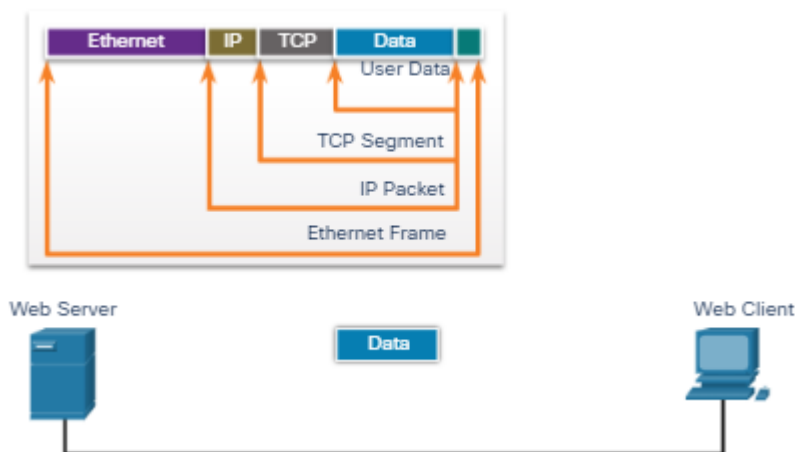 Ethernet IP TCP Data
User Data
TCP Segment
IP Packet
Ethernet Frame
Web Server
Web Client
Data